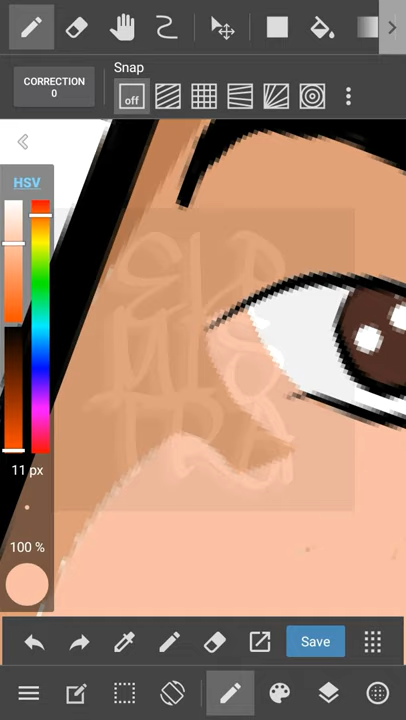 Snap
CORRECTION
0
off
HSV
11 px
100 %
Save